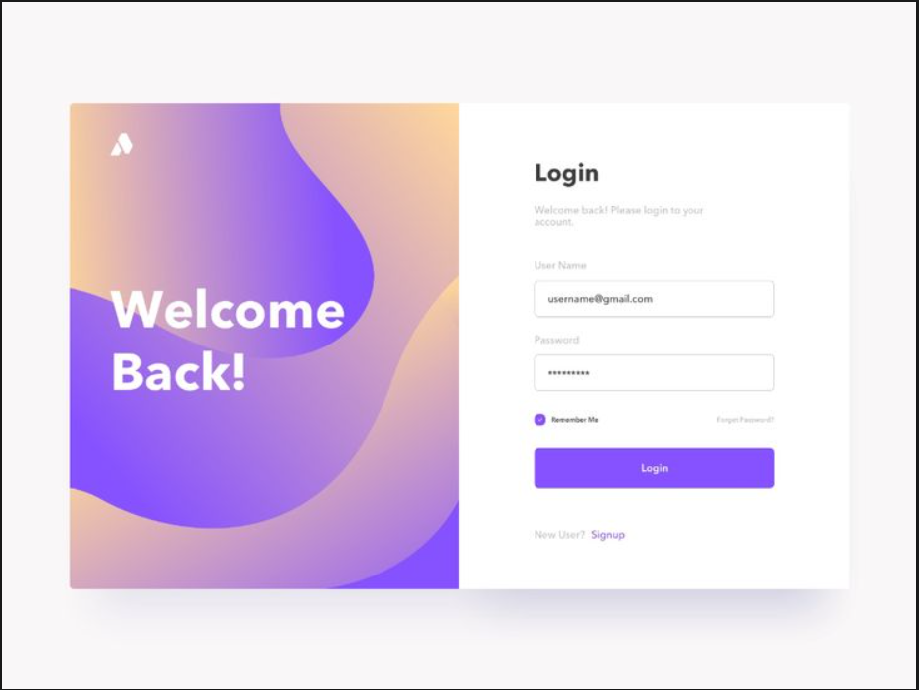 Welcome
Back!
Login
Welcome back! Please login to your
account.
User Name
username@gmail.com
Password
*********
Remember Me
Forget Password?
Login
New User? Signup